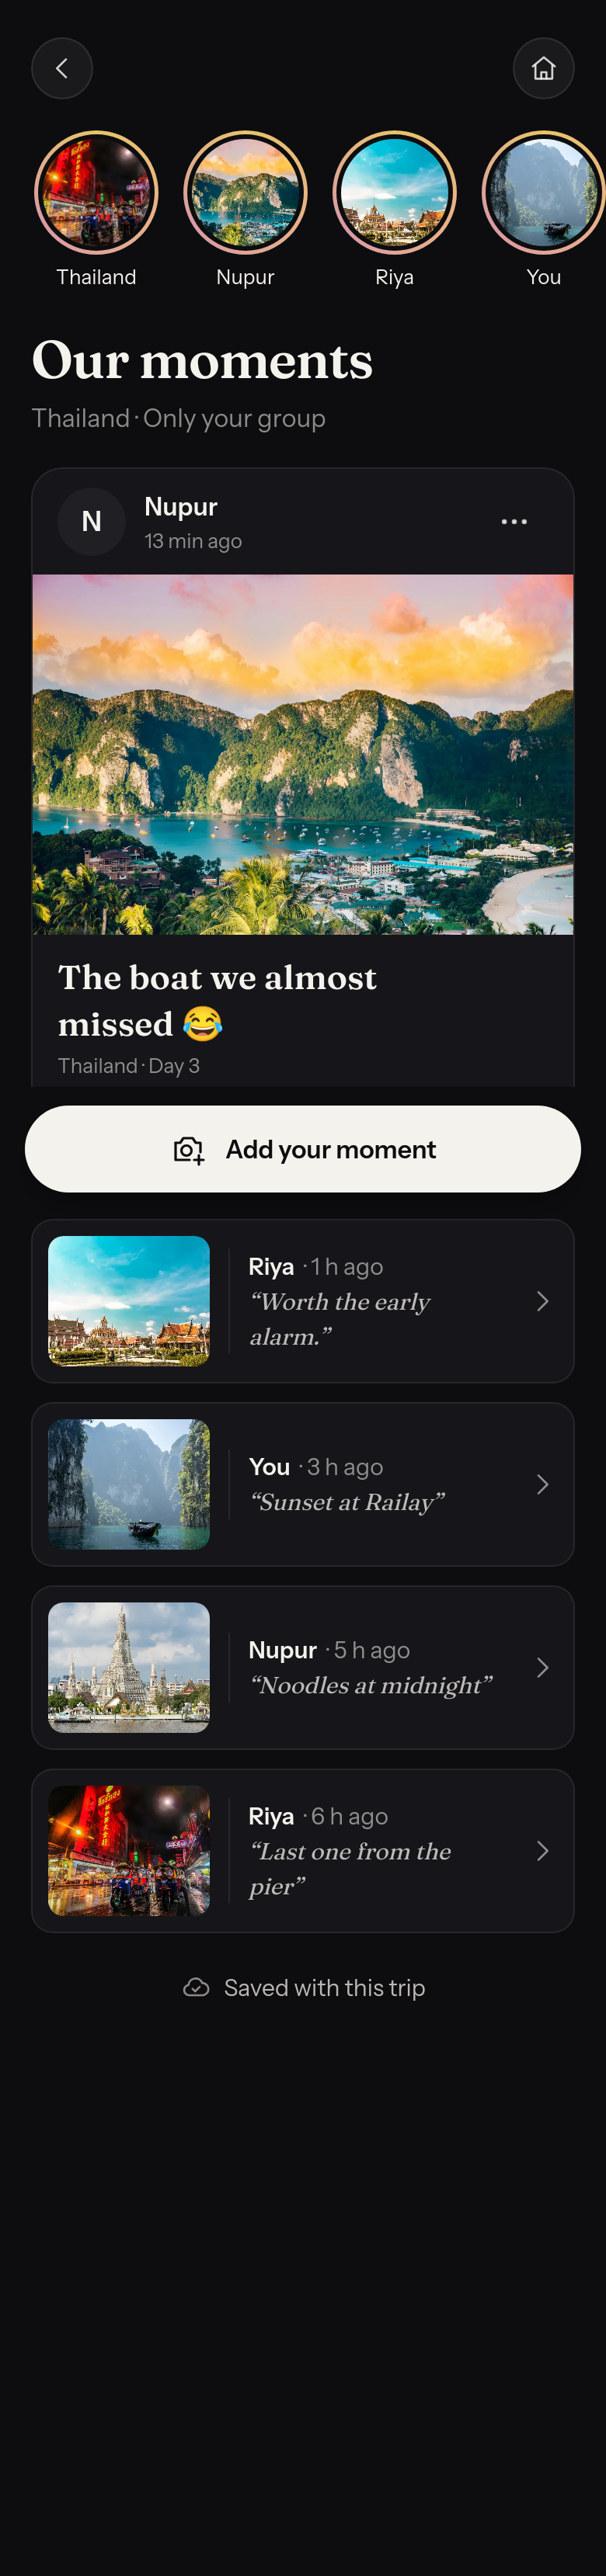 Thailand
Nupur
Riya
You
Our moments
Thailand · Only your group
N
Nupur
13 min ago
The boat we almost
missed 😂
Thailand · Day 3
Add your moment
Riya · 1 h ago
“Worth the early
alarm.”
You · 3 h ago
“Sunset at Railay”
Nupur · 5 h ago
“Noodles at midnight”
Riya · 6 h ago
“Last one from the
pier”
Saved with this trip